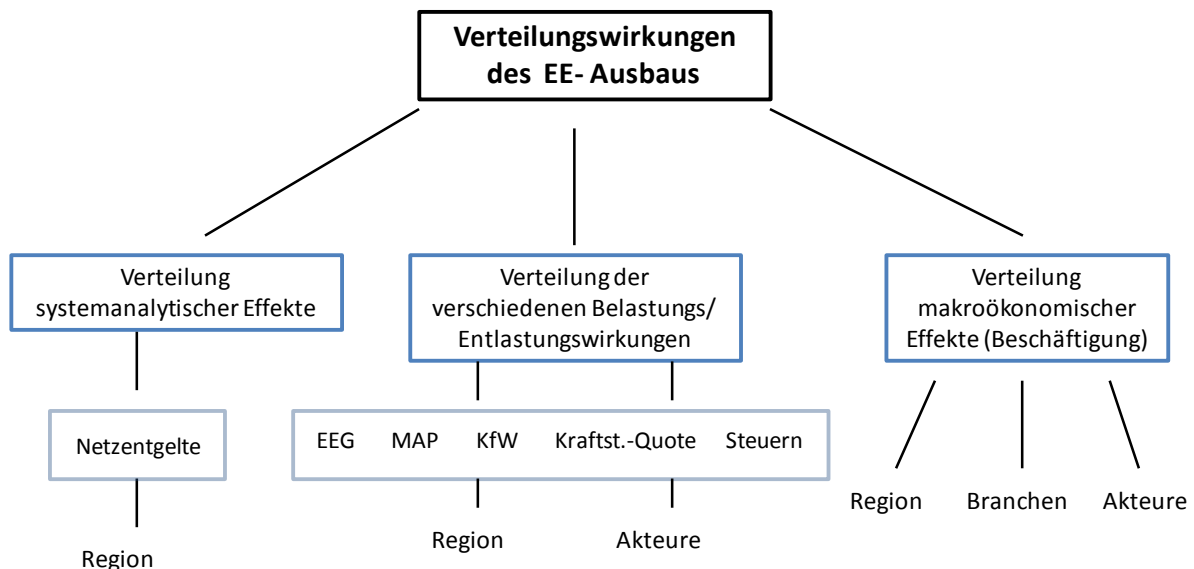 Verteilungswirkungen
des EE- Ausbaus
Verteilung
systemanalytischer Effekte
Verteilung der
verschiedenen Belastungs/
Entlastungswirkungen
Verteilung
makroökonomischer
Effekte (Beschäftigung)
Netzentgelte
EEG MAP KfW Kraftst.-Quote Steuern
Region Branchen Akteure
Region Akteure
Region